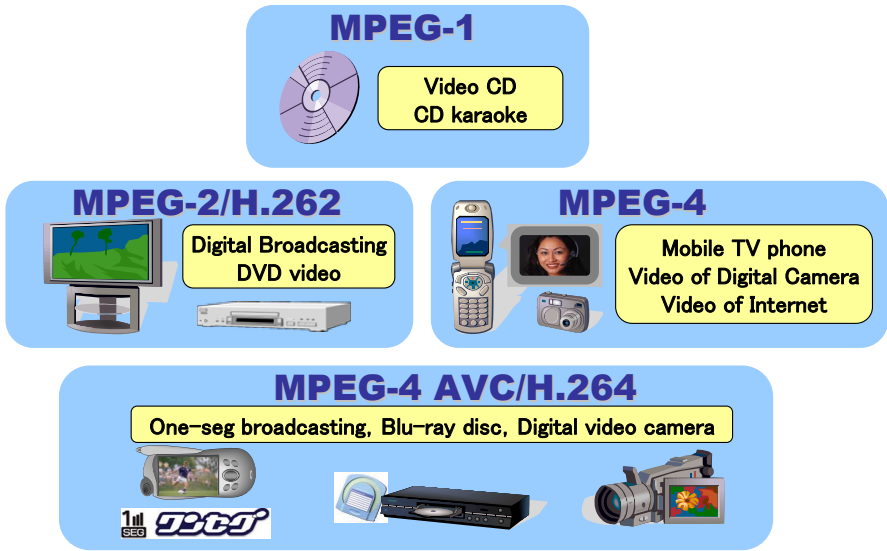 MPEG-1
Video CD
CD karaoke
MPEG-2/H.262
Digital Broadcasting
DVD video
MPEG-4
Mobile TV phone
Video of Digital Camera
Video of Internet
MPEG-4 AVC/H.264
One-seg broadcasting, Blu-ray disc, Digital video camera
1
SEG
ワンセグ